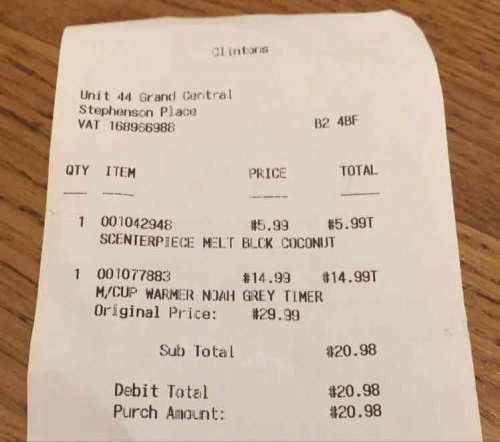 Clintons
Unit 44 Grand Central
Stephenson Place
VAT 168966988 B2 4BF
QTY ITEM PRICE TOTAL
1 001042948 #5.99 #5.99T
SCENTERPIECE MELT BLCK COCONUT
1 001077883 #14.99 #14.99T
M/CUP WARMER NOAH GREY TIMER
Original Price: #29.99
Sub Total #20.98
Debit Total #20.98
Purch Amount: #20.98